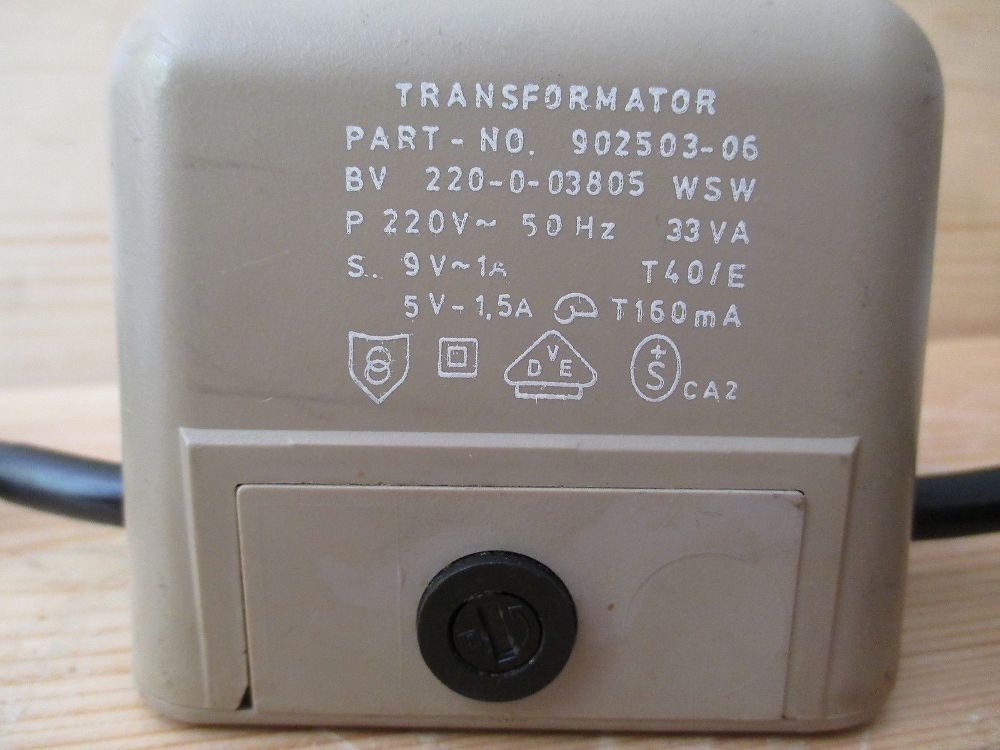 TRANSFORMATOR
PART-NO. 902503-06
BV 220-0-03805 WSW
P 220V~ 50Hz 33VA
S. 9V~1A T40/E
5V-1,5A T160mA
DVE
+S CA2